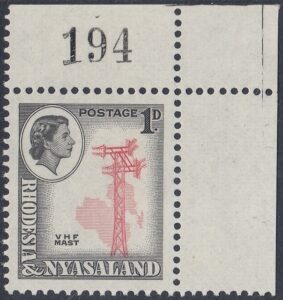 194
POSTAGE 1D
VHF
MAST
RHODESIA
& NYASALAND